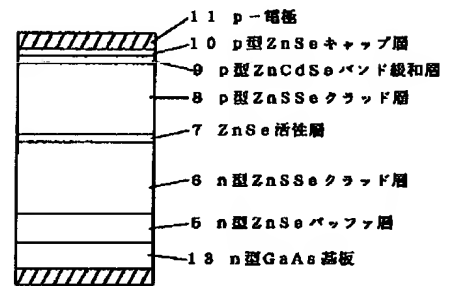 11 p-電極
10 p型ZnSeキャップ層
9 p型ZnCdSeバンド緩和層
8 p型ZnSSeクラッド層
7 ZnSe活性層
6 n型ZnSSeクラッド層
5 n型ZnSeバッファ層
13 n型GaAs基板